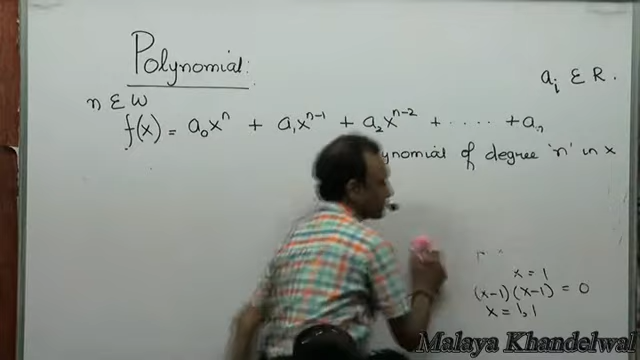 Polynomial:
aᵢ ε R.
n ε W
f(x) = a₀xⁿ + a₁xⁿ⁻¹ + a₂xⁿ⁻² + ..... + aₙ
ynomial of degree 'n' in x
x = 1
(x-1)(x-1) = 0
x = 1, 1
Malaya Khandelwal